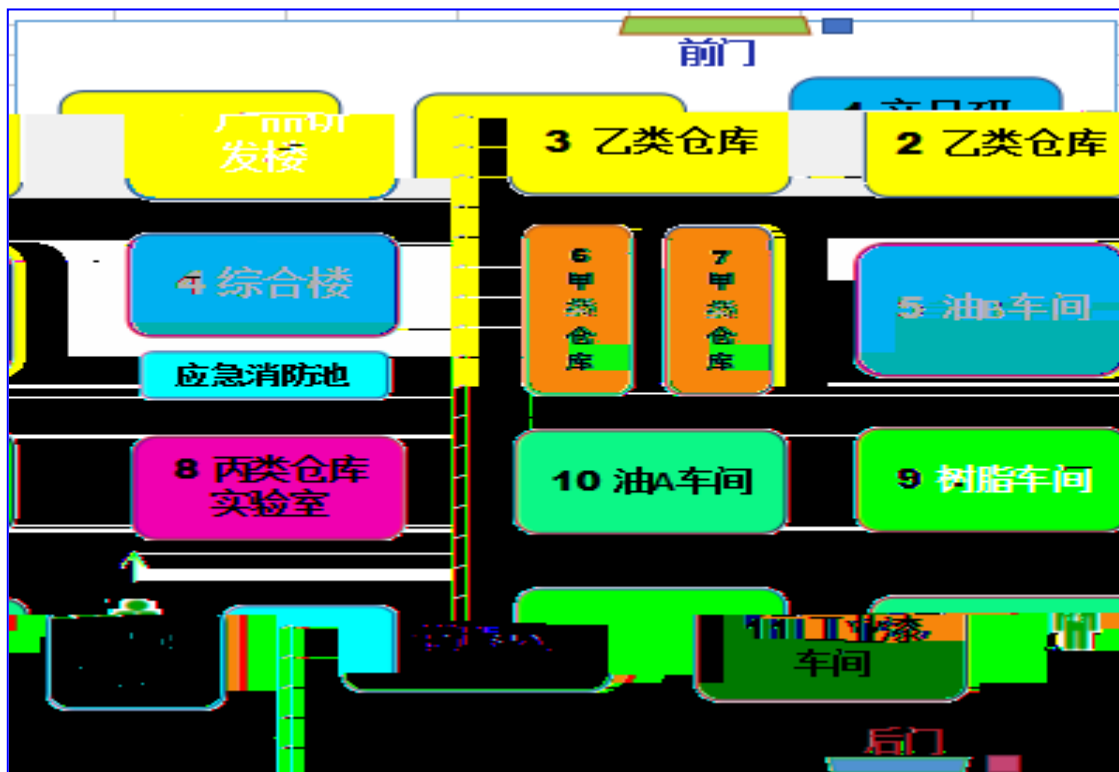 前门
3 乙类仓库
2 乙类仓库
发楼
4 综合楼
6
甲
类
仓
库
7
甲
类
仓
库
5 油B车间
应急消防池
8 丙类仓库
实验室
10 油A车间
9 树脂车间
车间
后门